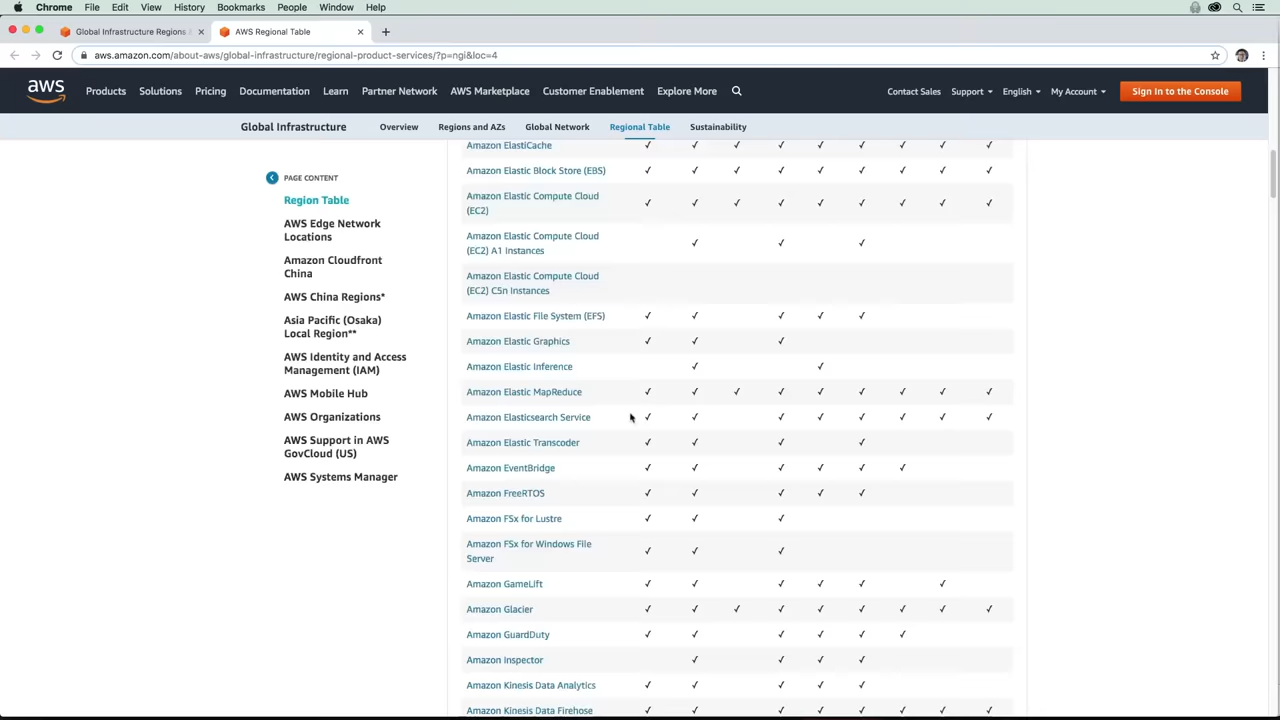 Chrome File Edit View History Bookmarks People Window Help
Global Infrastructure Regions
AWS Regional Table
aws.amazon.com/about-aws/global-infrastructure/regional-product-services/?p=ngi&loc=4
aws Products Solutions Pricing Documentation Learn Partner Network AWS Marketplace Customer Enablement Explore More Contact Sales Support English My Account Sign In to the Console
Global Infrastructure Overview Regions and AZs Global Network Regional Table Sustainability
PAGE CONTENT
Region Table
AWS Edge Network
Locations
Amazon Cloudfront
China
AWS China Regions*
Asia Pacific (Osaka)
Local Region**
AWS Identity and Access
Management (IAM)
AWS Mobile Hub
AWS Organizations
AWS Support in AWS
GovCloud (US)
AWS Systems Manager
Amazon ElastiCache ✓ ✓ ✓ ✓ ✓ ✓ ✓ ✓ ✓
Amazon Elastic Block Store (EBS) ✓ ✓ ✓ ✓ ✓ ✓ ✓ ✓ ✓
Amazon Elastic Compute Cloud
(EC2) ✓ ✓ ✓ ✓ ✓ ✓ ✓ ✓ ✓
Amazon Elastic Compute Cloud
(EC2) A1 Instances ✓ ✓ ✓
Amazon Elastic Compute Cloud
(EC2) C5n Instances
Amazon Elastic File System (EFS) ✓ ✓ ✓ ✓ ✓
Amazon Elastic Graphics ✓ ✓ ✓
Amazon Elastic Inference ✓ ✓
Amazon Elastic MapReduce ✓ ✓ ✓ ✓ ✓ ✓ ✓ ✓ ✓
Amazon Elasticsearch Service ✓ ✓ ✓ ✓ ✓ ✓ ✓ ✓
Amazon Elastic Transcoder ✓ ✓ ✓ ✓
Amazon EventBridge ✓ ✓ ✓ ✓ ✓ ✓
Amazon FreeRTOS ✓ ✓ ✓ ✓ ✓
Amazon FSx for Lustre ✓ ✓ ✓
Amazon FSx for Windows File
Server ✓ ✓ ✓
Amazon GameLift ✓ ✓ ✓ ✓ ✓ ✓
Amazon Glacier ✓ ✓ ✓ ✓ ✓ ✓ ✓ ✓ ✓
Amazon GuardDuty ✓ ✓ ✓ ✓ ✓ ✓
Amazon Inspector ✓ ✓ ✓ ✓
Amazon Kinesis Data Analytics ✓ ✓ ✓ ✓ ✓
Amazon Kinesis Data Firehose ✓ ✓ ✓ ✓ ✓ ✓ ✓ ✓